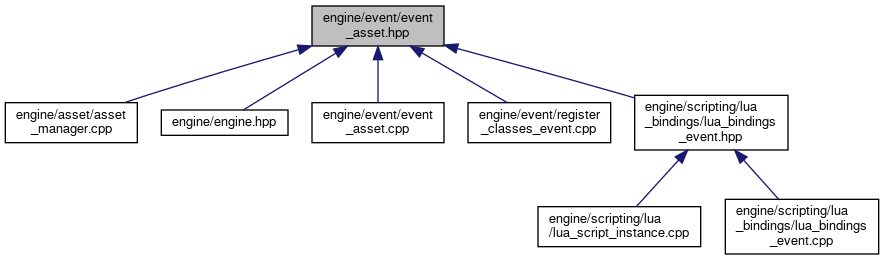 engine/event/event
_asset.hpp
engine/asset/asset
_manager.cpp
engine/engine.hpp
engine/event/event
_asset.cpp
engine/event/register
_classes_event.cpp
engine/scripting/lua
_bindings/lua_bindings
_event.hpp
engine/scripting/lua
/lua_script_instance.cpp
engine/scripting/lua
_bindings/lua_bindings
_event.cpp